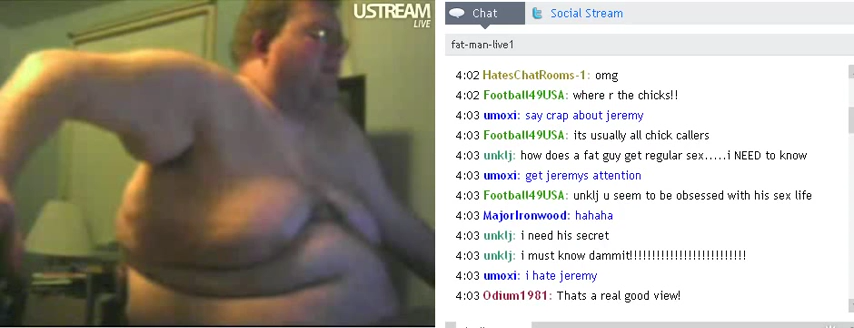 USTREAM
LIVE
Chat
Social Stream
fat-man-live1
4:02 HatesChatRooms-1: omg
4:02 Football49USA: where r the chicks!!
4:03 umoxi: say crap about jeremy
4:03 Football49USA: its usually all chick callers
4:03 unklj: how does a fat guy get regular sex.....i NEED to know
4:03 umoxi: get jeremys attention
4:03 Football49USA: unklj u seem to be obsessed with his sex life
4:03 MajorIronwood: hahaha
4:03 unklj: i need his secret
4:03 unklj: i must know dammit!!!!!!!!!!!!!!!!!!!!!!!!!!
4:03 umoxi: i hate jeremy
4:03 Odium1981: Thats a real good view!